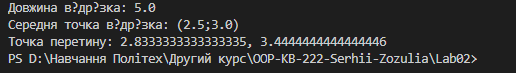 Довжина в?др?зка: 5.0
Середня точка в?др?зка: (2.5;3.0)
Точка перетину: 2.8333333333333335, 3.4444444444444446
PS D:\Навчання Політех\Другий курс\OOP-KB-222-Serhii-Zozulia\Lab02>